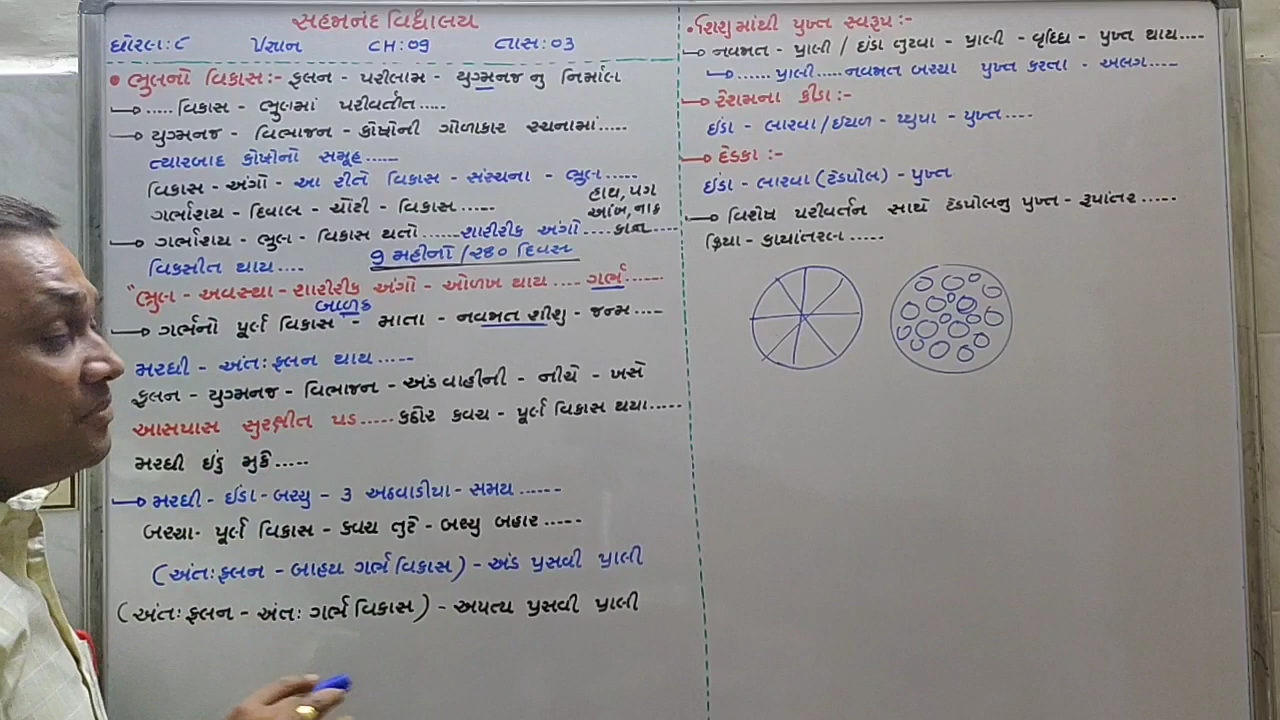 સહજાનંદ વિદ્યાલય
ધોરણ:૮ વિજ્ઞાન CH:09 તાસ:03
• ભ્રુણનો વિકાસ:- ફલન - પરીણામ - યુગ્મનજ નુ નિર્માણ
→ ..... વિકાસ - ભ્રુણમાં પરીવર્તીત.....
→ યુગ્મનજ - વિભાજન - કોષોની ગોળાકાર રચનામાં.....
ત્યારબાદ કોષોનો સમૂહ......
વિકાસ - અંગો - આ રીતે વિકાસ - સંરચના - ભ્રુણ.....
ગર્ભાશય - દિવાલ - ચોંટી - વિકાસ.....
હાથ, પગ
આંખ, નાક
→ ગર્ભાશય - ભ્રુણ - વિકાસ થતો......શારીરીક અંગો.....કાન.....
વિકસીત થાય.... 9 મહીનો / ૨૪૦ દિવસ
"ભ્રુણ - અવસ્થા - શારીરીક અંગો - ઓળખ થાય .... ગર્ભ......
બાળક
→ ગર્ભનો પૂર્ણ વિકાસ - માતા - નવજાત શીશુ - જન્મ....
મરઘી - અંતઃફલન થાય.....
ફલન - યુગ્મનજ - વિભાજન - અંડ વાહીની - નીચે - ખસે
આસપાસ સુરક્ષીત પડ.....કઠોર કવચ - પૂર્ણ વિકાસ થયા.....
મરઘી ઈંડુ મુકે.....
→ મરઘી - ઈંડા - બચ્ચુ - ૩ અઠવાડીયા - સમય......
બચ્ચા- પૂર્ણ વિકાસ - કવચ તુટે - બચ્ચુ બહાર.....
(અંતઃફલન - બાહ્ય ગર્ભ વિકાસ) - અંડ પ્રસવી પ્રાણી
(અંતઃ ફલન - અંતઃ ગર્ભ વિકાસ) - અપત્ય પ્રસવી પ્રાણી
• શિશુમાંથી પુખ્ત સ્વરૂપ:-
→ નવજાત - પ્રાણી / ઇંડા તુટવા - પ્રાણી - વૃદ્ધિ - પુખ્ત થાય....
→ ...... પ્રાણી ..... નવજાત બચ્ચા પુખ્ત કરતા - અલગ....
→ રેશમના કીડા:-
ઇંડા - લારવા / ઇયળ - પ્યુપા - પુખ્ત....
→ દેડકા :-
ઇંડા - લારવા (ટેડપોલ) - પુખ્ત
→ વિશેષ પરીવર્તન સાથે ટેડપોલનુ પુખ્ત - રૂપાંતર.....
ક્રિયા - કાયાંતરણ.....